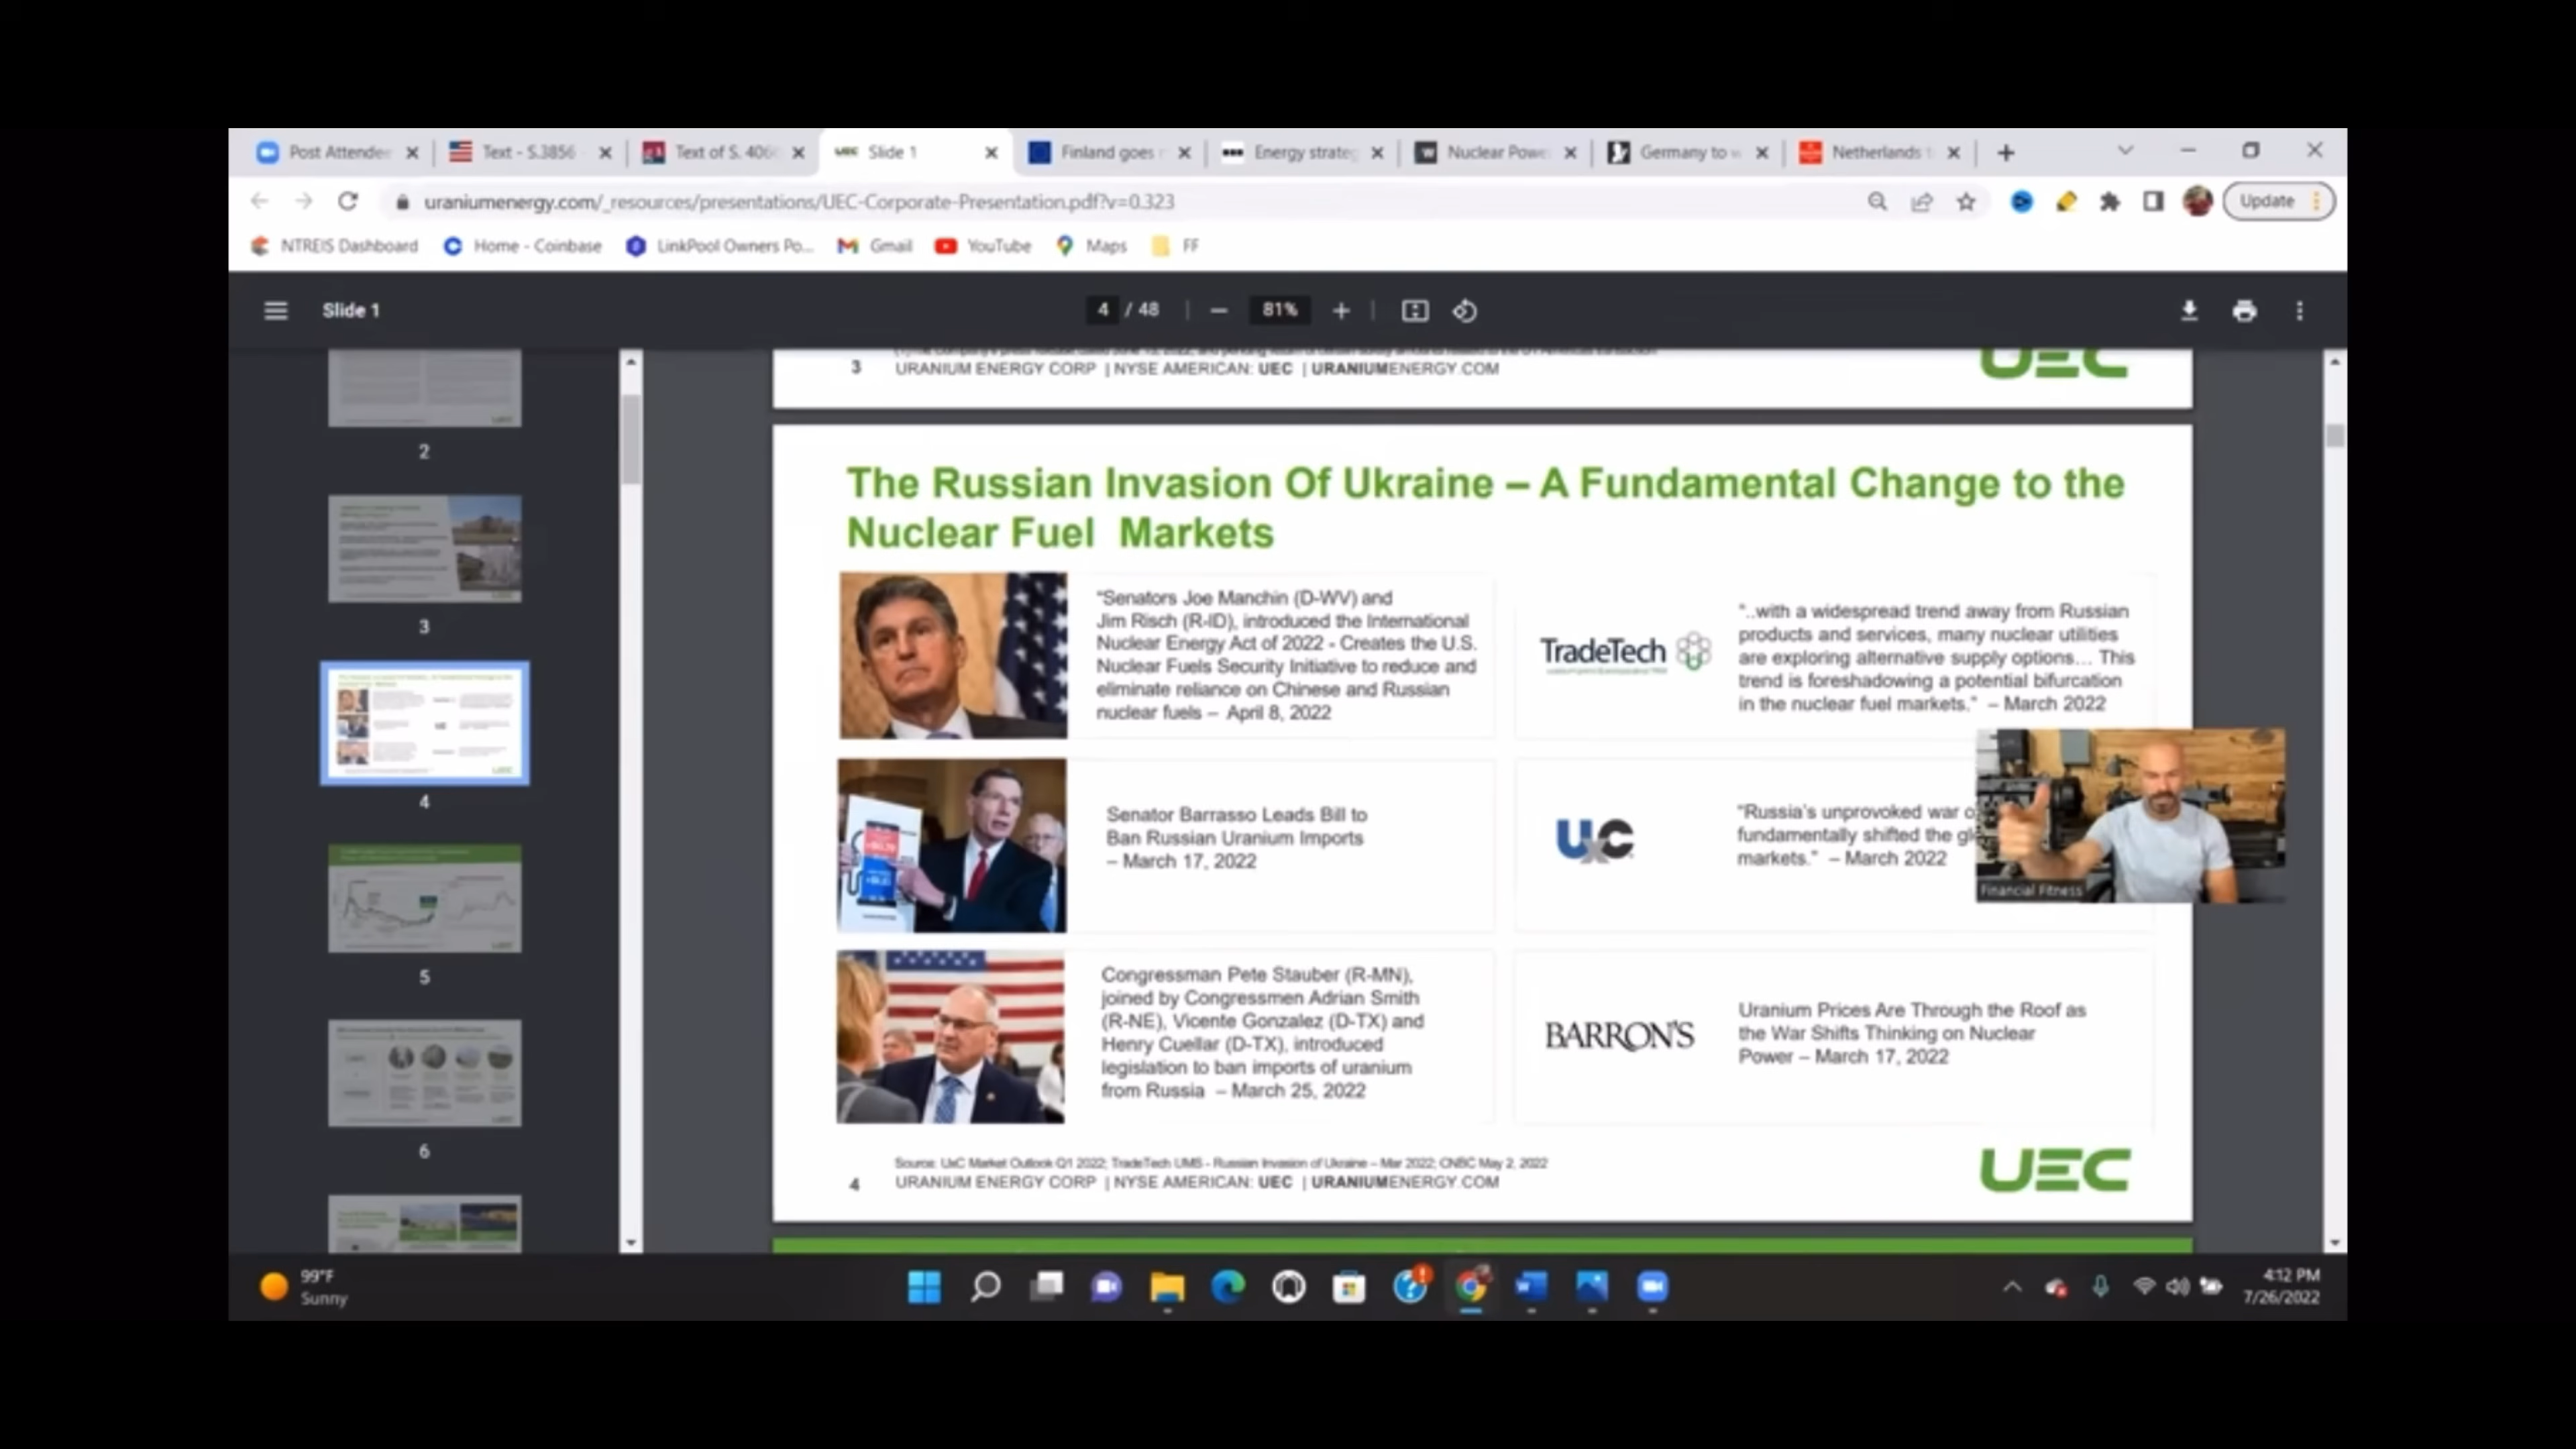 Post Attendee
Text - S.3856
Text of S. 406
Slide 1
Finland goes
Energy strateg
Nuclear Powe
Germany to
Netherlands
uraniumenergy.com/_resources/presentations/UEC-Corporate-Presentation.pdf?v=0.323
Update
NTREIS Dashboard
Home - Coinbase
LinkPool Owners Po...
Gmail
YouTube
Maps
FF
Slide 1
4 / 48
81%
2
3
4
5
6
3 URANIUM ENERGY CORP | NYSE AMERICAN: UEC | URANIUMENERGY.COM
UEC
The Russian Invasion Of Ukraine – A Fundamental Change to the
Nuclear Fuel Markets
"Senators Joe Manchin (D-WV) and
Jim Risch (R-ID), introduced the International
Nuclear Energy Act of 2022 - Creates the U.S.
Nuclear Fuels Security Initiative to reduce and
eliminate reliance on Chinese and Russian
nuclear fuels – April 8, 2022
TradeTech
"..with a widespread trend away from Russian
products and services, many nuclear utilities
are exploring alternative supply options... This
trend is foreshadowing a potential bifurcation
in the nuclear fuel markets." – March 2022
Senator Barrasso Leads Bill to
Ban Russian Uranium Imports
– March 17, 2022
UxC
"Russia's unprovoked war
fundamentally shifted the
markets." – March 2022
Financial Fitness
Congressman Pete Stauber (R-MN),
joined by Congressmen Adrian Smith
(R-NE), Vicente Gonzalez (D-TX) and
Henry Cuellar (D-TX), introduced
legislation to ban imports of uranium
from Russia – March 25, 2022
BARRON'S
Uranium Prices Are Through the Roof as
the War Shifts Thinking on Nuclear
Power – March 17, 2022
Source: UxC Market Outlook Q1 2022; TradeTech UMS - Russian Invasion of Ukraine – Mar 2022; CNBC May 2, 2022
4 URANIUM ENERGY CORP | NYSE AMERICAN: UEC | URANIUMENERGY.COM
UEC
99°F
Sunny
4:12 PM
7/26/2022